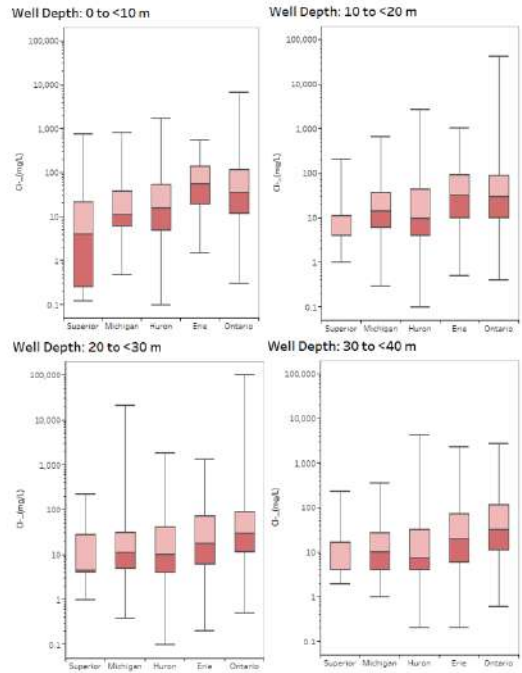 Well Depth: 0 to <10 m
100,000
10,000
1,000
100
10
1
0.1
Cl-_(mg/L)
Superior Michigan Huron Erie Ontario
Well Depth: 10 to <20 m
100,000
10,000
1,000
100
10
1
0.1
Cl-_(mg/L)
Superior Michigan Huron Erie Ontario
Well Depth: 20 to <30 m
100,000
10,000
1,000
100
10
1
0.1
Cl-_(mg/L)
Superior Michigan Huron Erie Ontario
Well Depth: 30 to <40 m
100,000
10,000
1,000
100
10
1
0.1
Cl-_(mg/L)
Superior Michigan Huron Erie Ontario